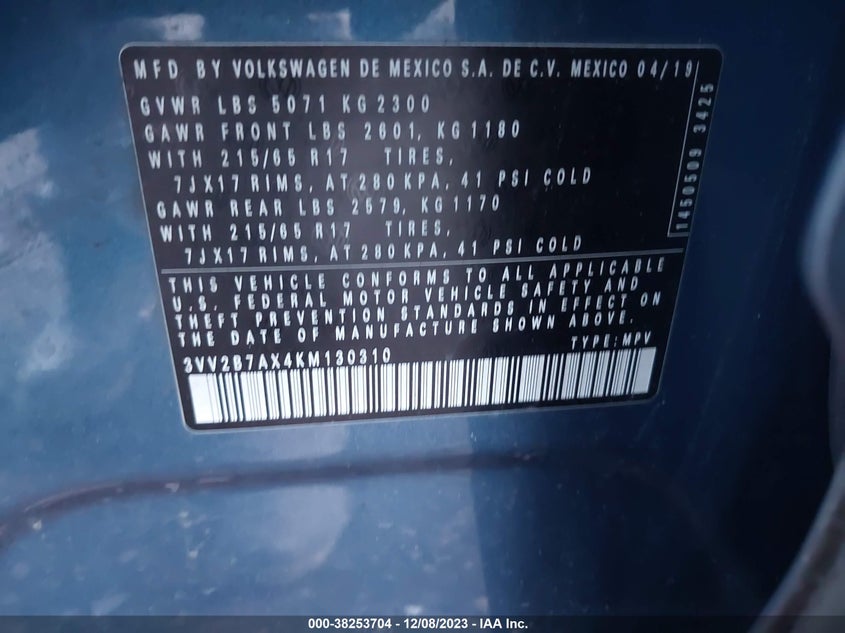 MFD BY VOLKSWAGEN DE MEXICO S.A. DE C.V. MEXICO 04/19
GVWR LBS 5071 KG 2300
GAWR FRONT LBS 2601, KG 1180
WITH 215/65 R17 TIRES,
7JX17 RIMS, AT 280 KPA, 41 PSI COLD
GAWR REAR LBS 2579, KG 1170
WITH 215/65 R17 TIRES,
7JX17 RIMS, AT 280 KPA, 41 PSI COLD
1450509 3425
THIS VEHICLE CONFORMS TO ALL APPLICABLE
U.S. FEDERAL MOTOR VEHICLE SAFETY AND
THEFT PREVENTION STANDARDS IN EFFECT ON
THE DATE OF MANUFACTURE SHOWN ABOVE.
TYPE: MPV
3VV2B7AX4KM130310
000-38253704 - 12/08/2023 - IAA Inc.